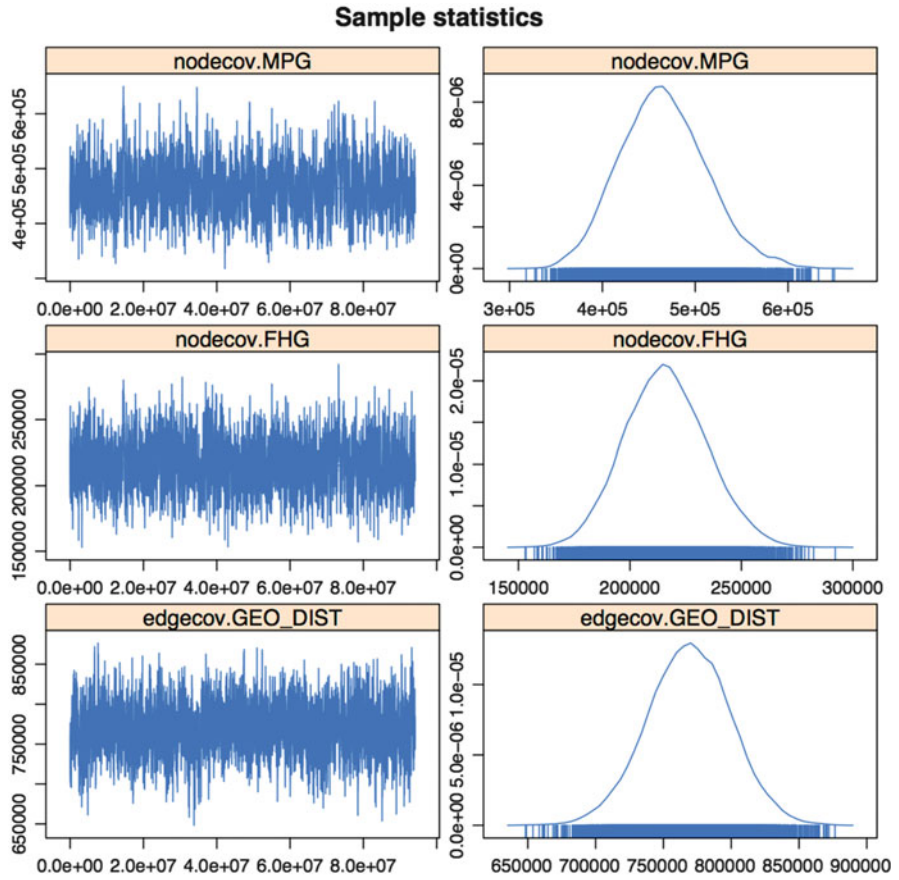 Sample statistics
nodecov.MPG
4e+05 5e+05 6e+05
0.0e+00 2.0e+07 4.0e+07 6.0e+07 8.0e+07
nodecov.MPG
0e+00 4e-06 8e-06
3e+05 4e+05 5e+05 6e+05
nodecov.FHG
150000 200000 250000
0.0e+00 2.0e+07 4.0e+07 6.0e+07 8.0e+07
nodecov.FHG
0.0e+00 1.0e-05 2.0e-05
150000 200000 250000 300000
edgecov.GEO_DIST
650000 750000 850000
0.0e+00 2.0e+07 4.0e+07 6.0e+07 8.0e+07
edgecov.GEO_DIST
0.0e+00 5.0e-06 1.0e-05
650000 700000 750000 800000 850000 900000